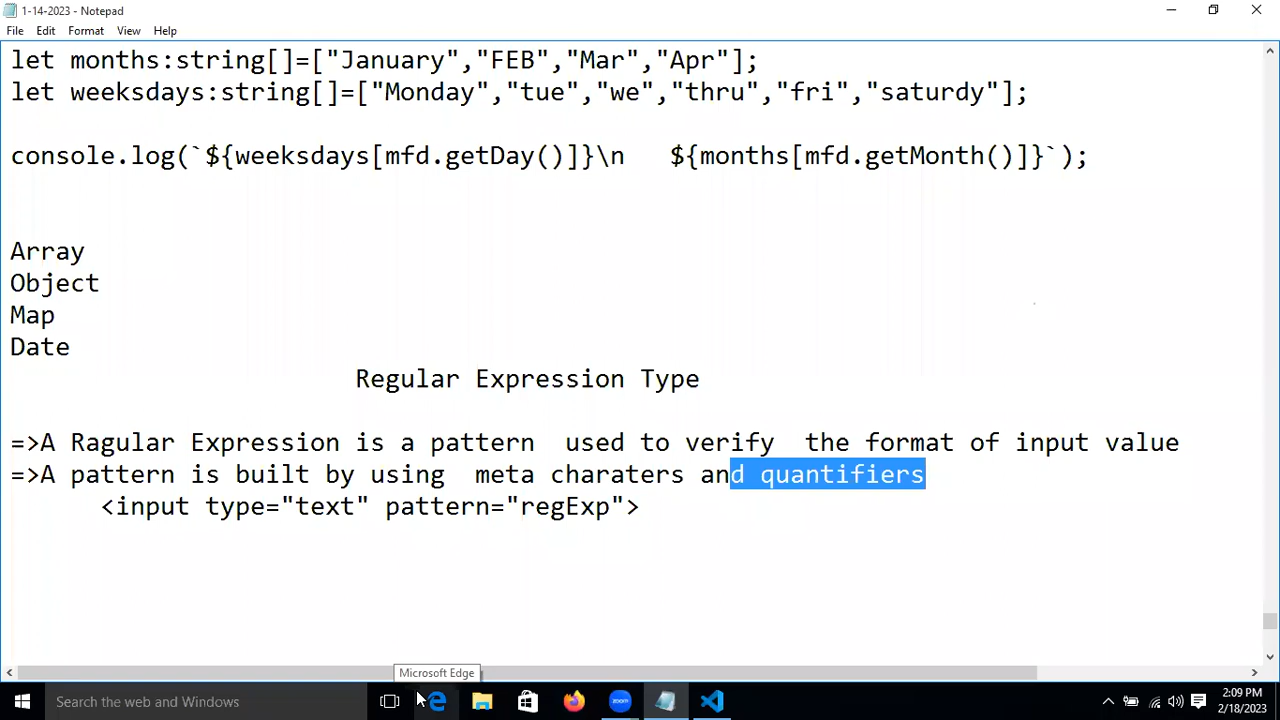 1-14-2023 - Notepad
File Edit Format View Help
let months:string[]=["January","FEB","Mar","Apr"];
let weeksdays:string[]=["Monday","tue","we","thru","fri","saturdy"];
console.log(`${weeksdays[mfd.getDay()]}\n   ${months[mfd.getMonth()]}`);
Array
Object
Map
Date
Regular Expression Type
=>A Ragular Expression is a pattern  used to verify  the format of input value
=>A pattern is built by using  meta charaters and quantifiers
<input type="text" pattern="regExp">
Microsoft Edge
Search the web and Windows
zoom
2:09 PM
2/18/2023